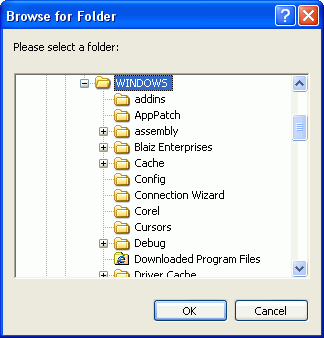 Browse for Folder
Please select a folder:
WINDOWS
addins
AppPatch
assembly
Blaiz Enterprises
Cache
Config
Connection Wizard
Corel
Cursors
Debug
Downloaded Program Files
Driver Cache
OK Cancel